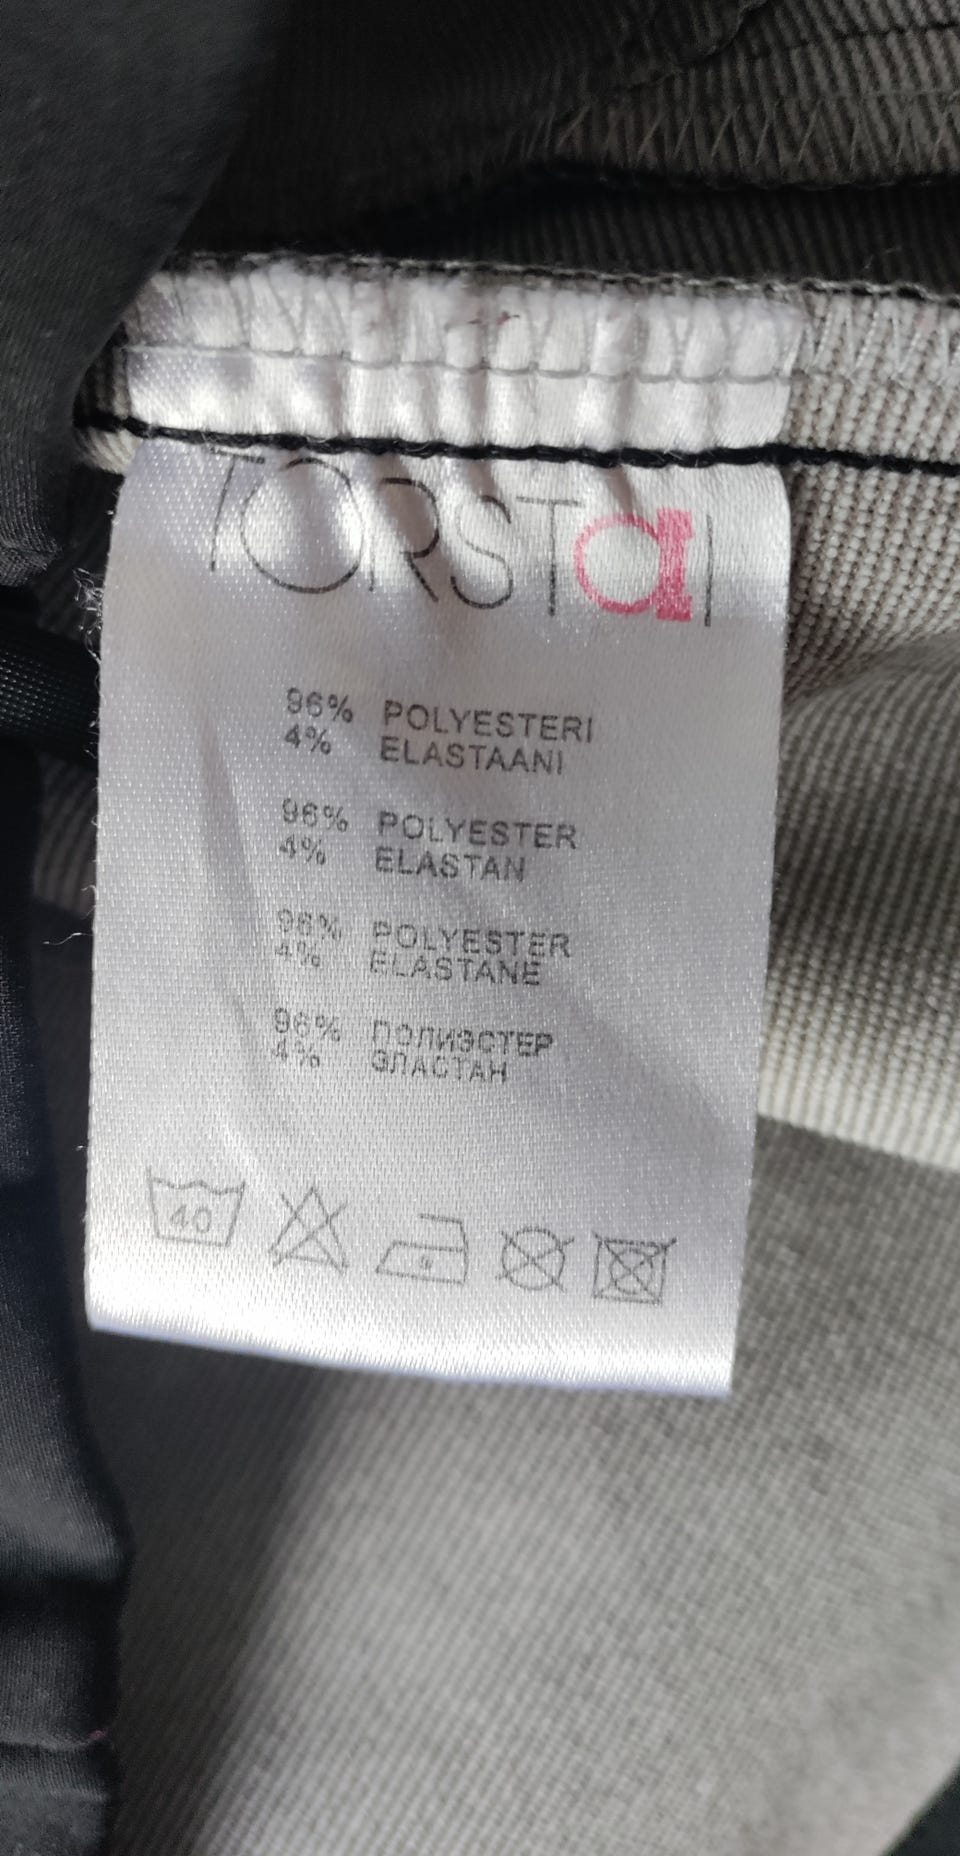 TORSTaI
96% POLYESTERI
4% ELASTAANI
96% POLYESTER
4% ELASTAN
96% POLYESTER
4% ELASTANE
96% ПОЛИЭСТЕР
4% ЭЛАСТАН
40